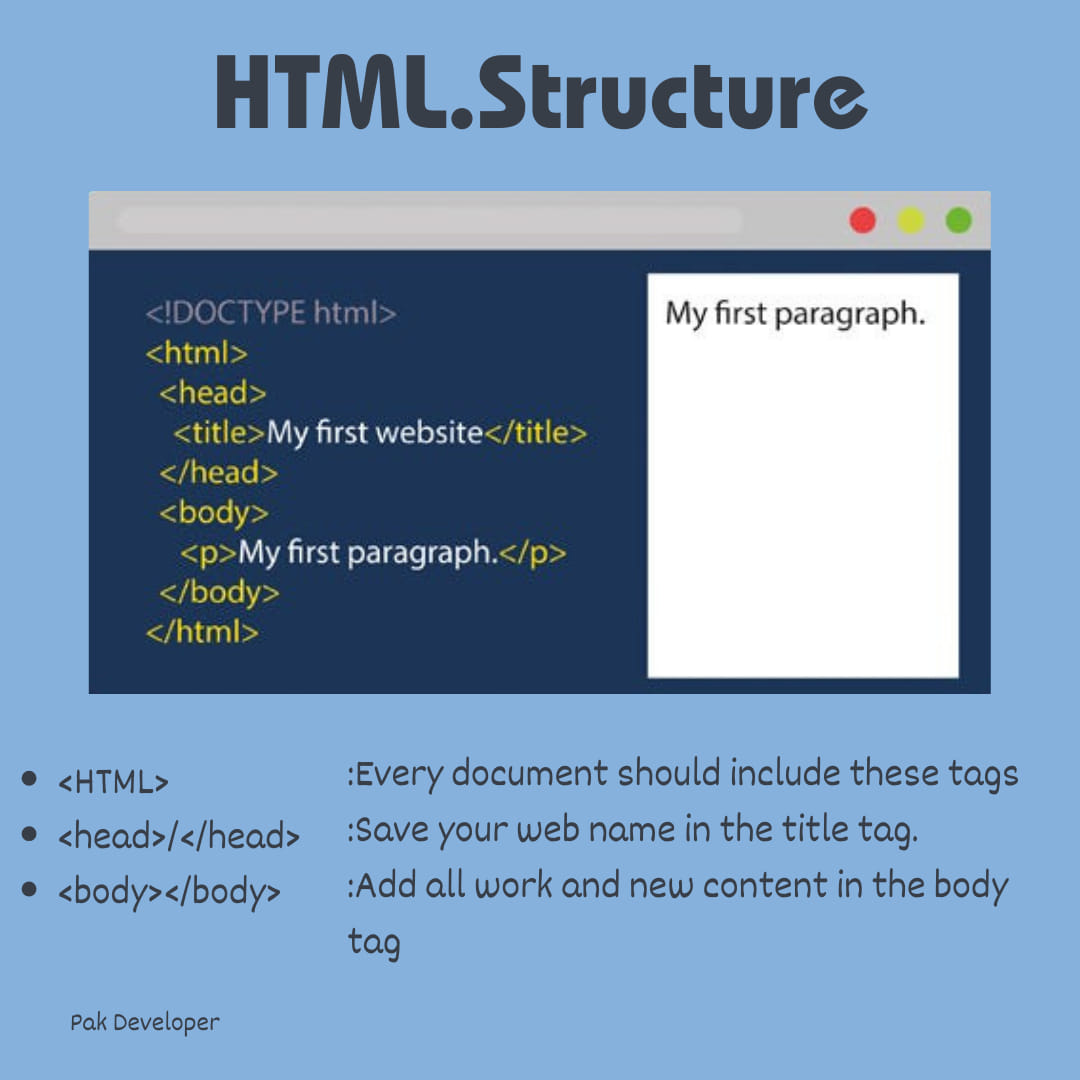 HTML.Structure
<!DOCTYPE html>
<html>
<head>
<title>My first website</title>
</head>
<body>
<p>My first paragraph.</p>
</body>
</html>
My first paragraph.
<HTML> :Every document should include these tags
<head>/</head> :Save your web name in the title tag.
<body></body> :Add all work and new content in the body
tag
Pak Developer